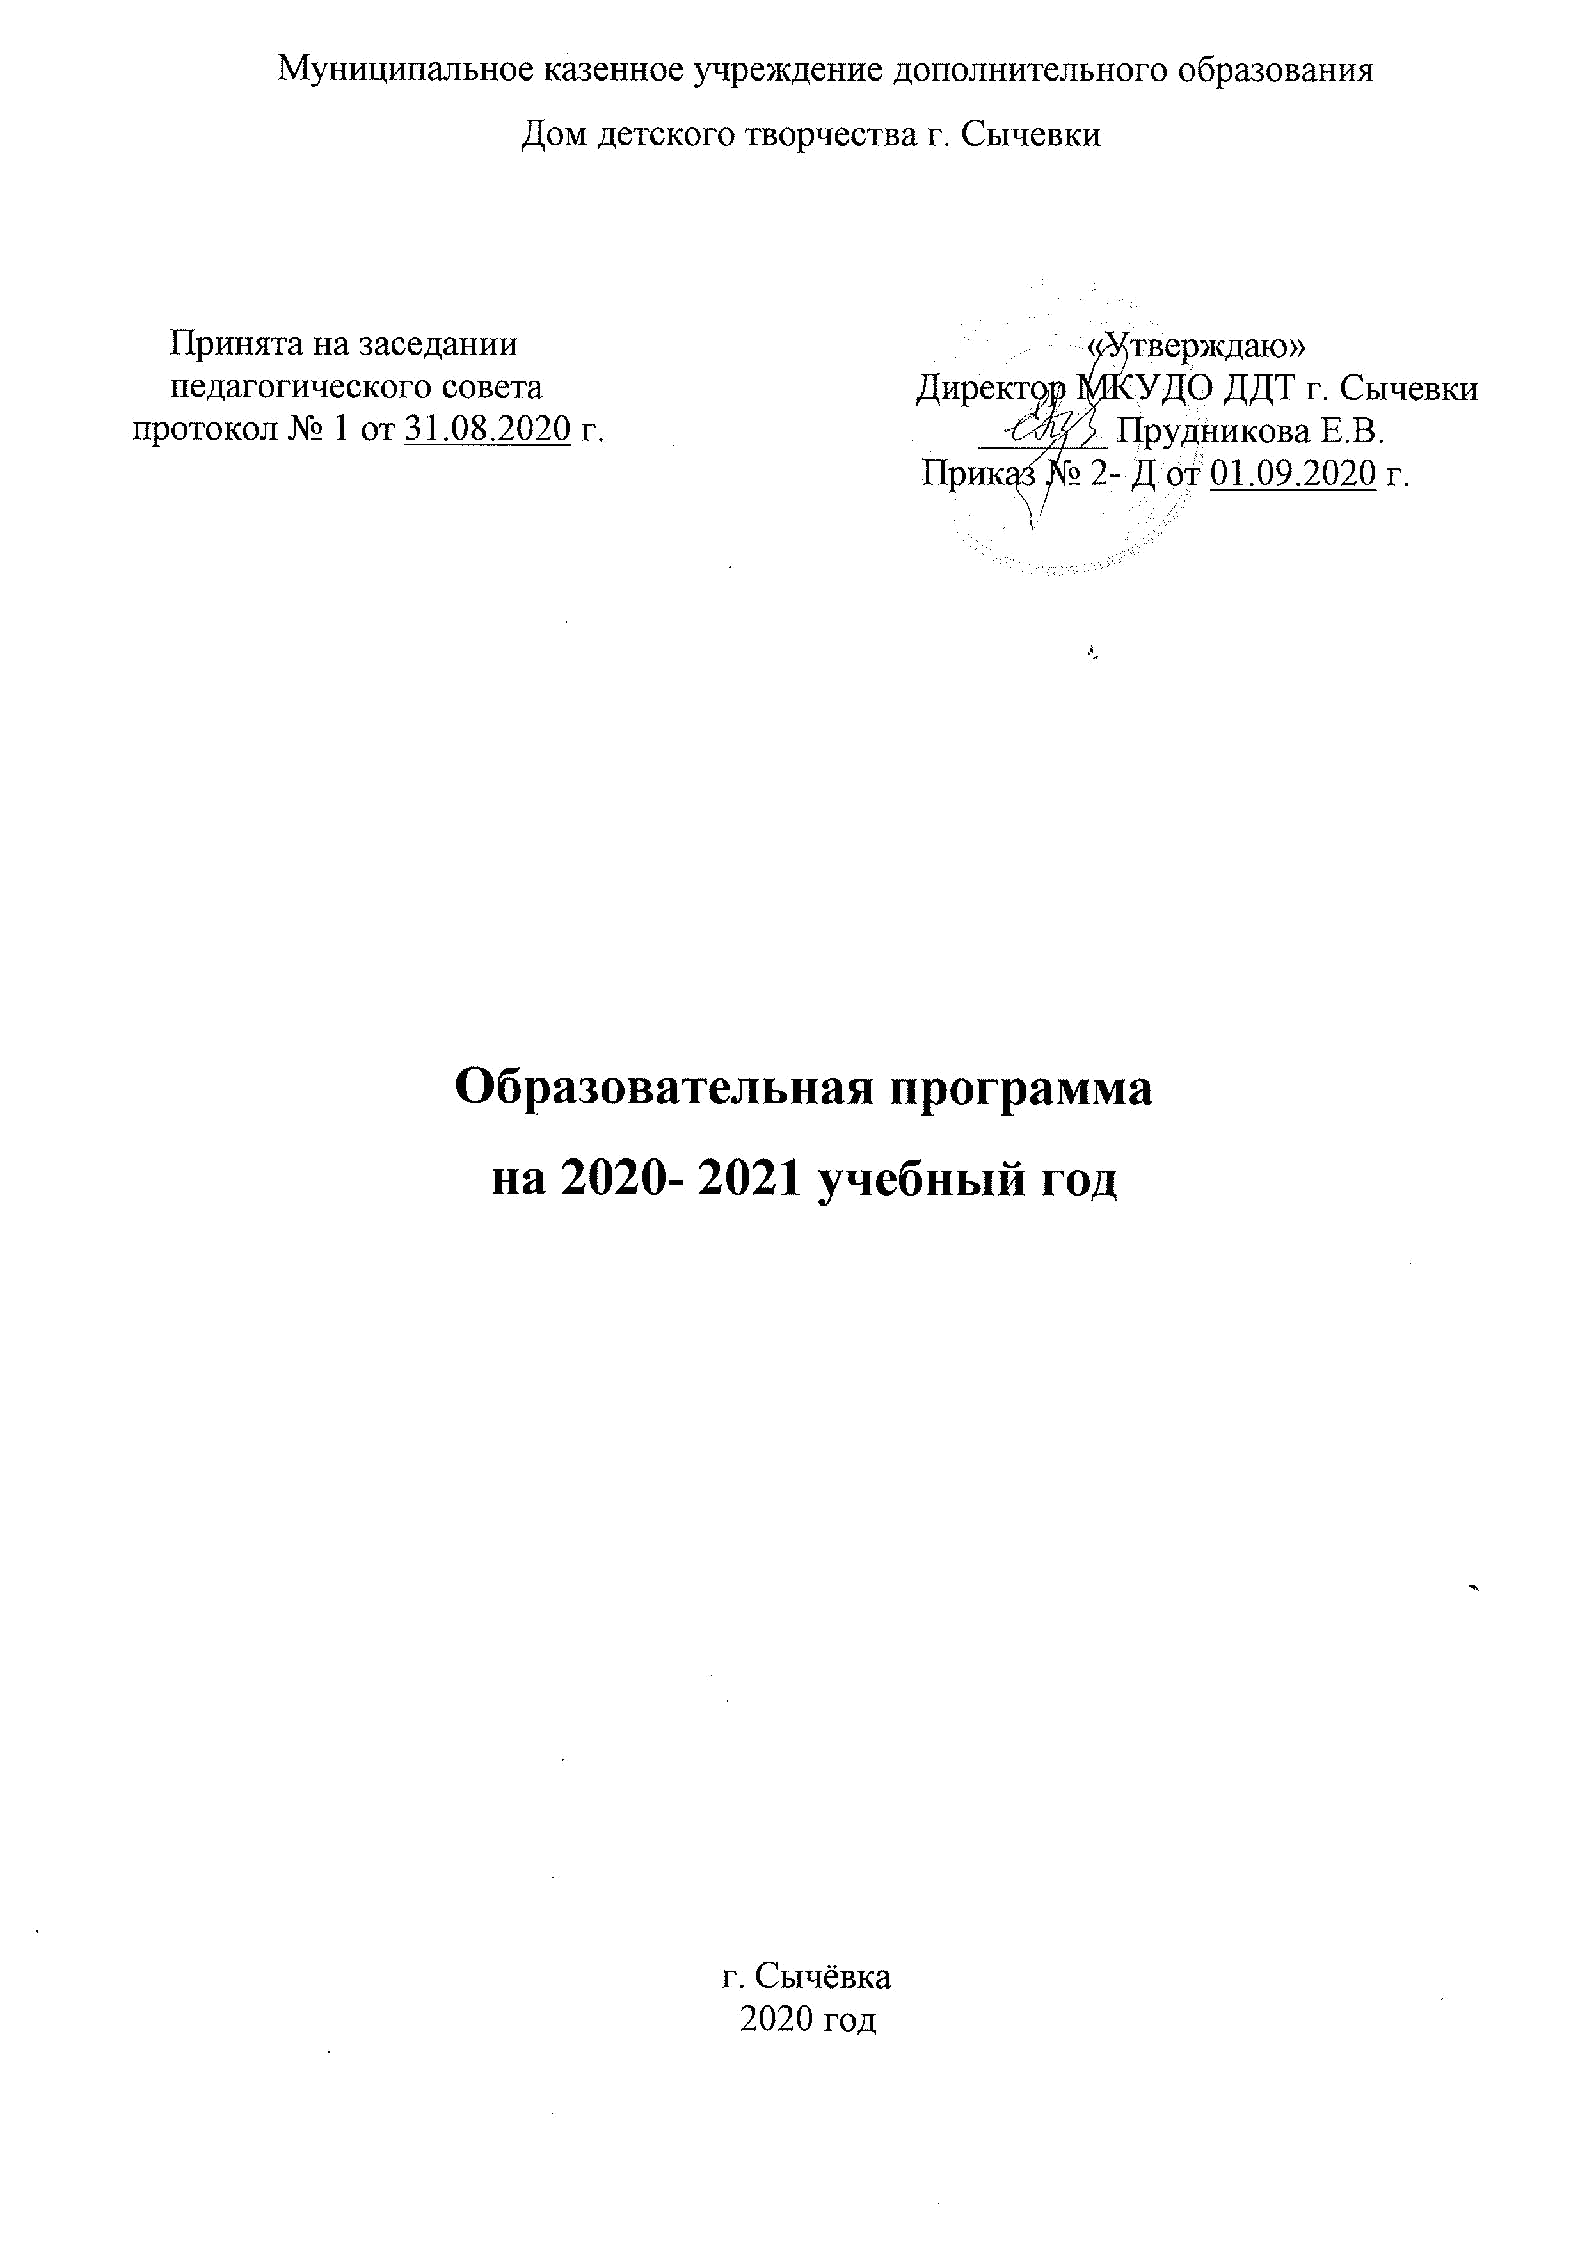 Муниципальное казенное учреждение дополнительного образования
Дом детского творчества г. Сычевки
Принята на заседании
педагогического совета
протокол № 1 от 31.08.2020 г.
«Утверждаю»
Директор МКУДО ДДТ г. Сычевки
Прудникова Е.В.
Приказ № 2- Д от 01.09.2020 г.
Образовательная программа
на 2020- 2021 учебный год
г. Сычёвка
2020 год